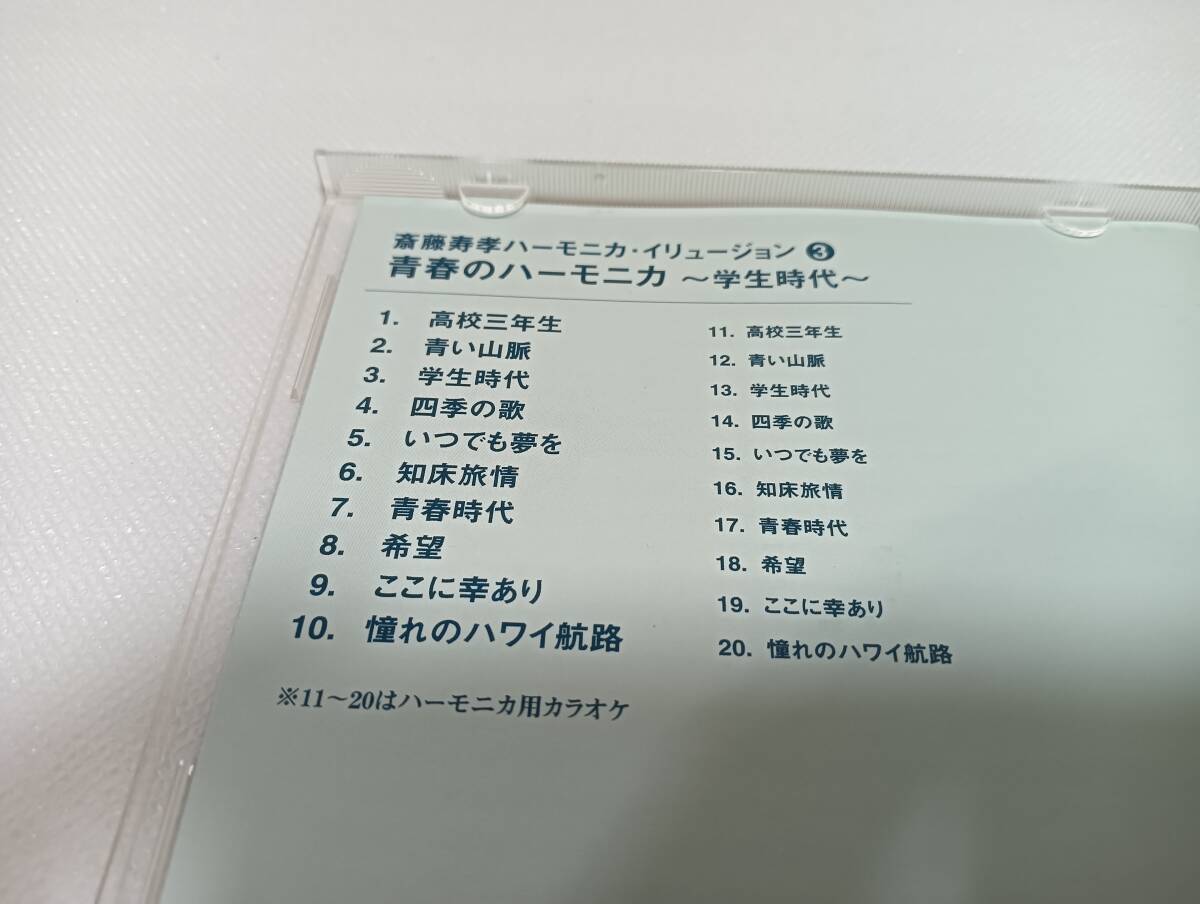 斎藤寿孝ハーモニカ・イリュージョン ❸
青春のハーモニカ ～学生時代～
1. 高校三年生
2. 青い山脈
3. 学生時代
4. 四季の歌
5. いつでも夢を
6. 知床旅情
7. 青春時代
8. 希望
9. ここに幸あり
10. 憧れのハワイ航路
11. 高校三年生
12. 青い山脈
13. 学生時代
14. 四季の歌
15. いつでも夢を
16. 知床旅情
17. 青春時代
18. 希望
19. ここに幸あり
20. 憧れのハワイ航路
※11～20はハーモニカ用カラオケ